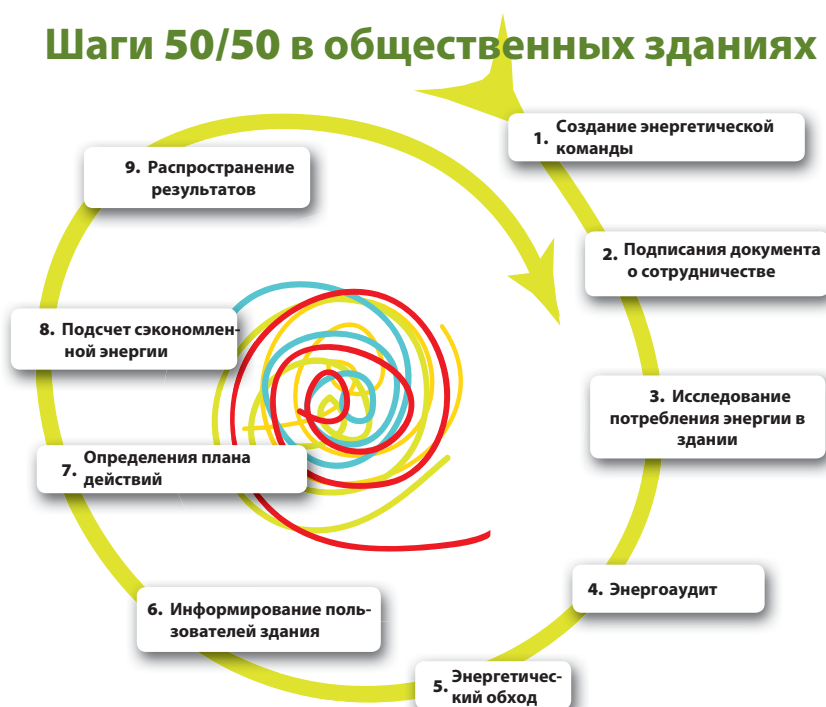 Шаги 50/50 в общественных зданиях
1. Создание энергетической
команды
2. Подписания документа
о сотрудничестве
3. Исследование
потребления энергии в
здании
4. Энергоаудит
5. Энергетичес-
кий обход
6. Информирование поль-
зователей здания
7. Определения плана
действий
8. Подсчет сэкономлен-
ной энергии
9. Распространение
результатов